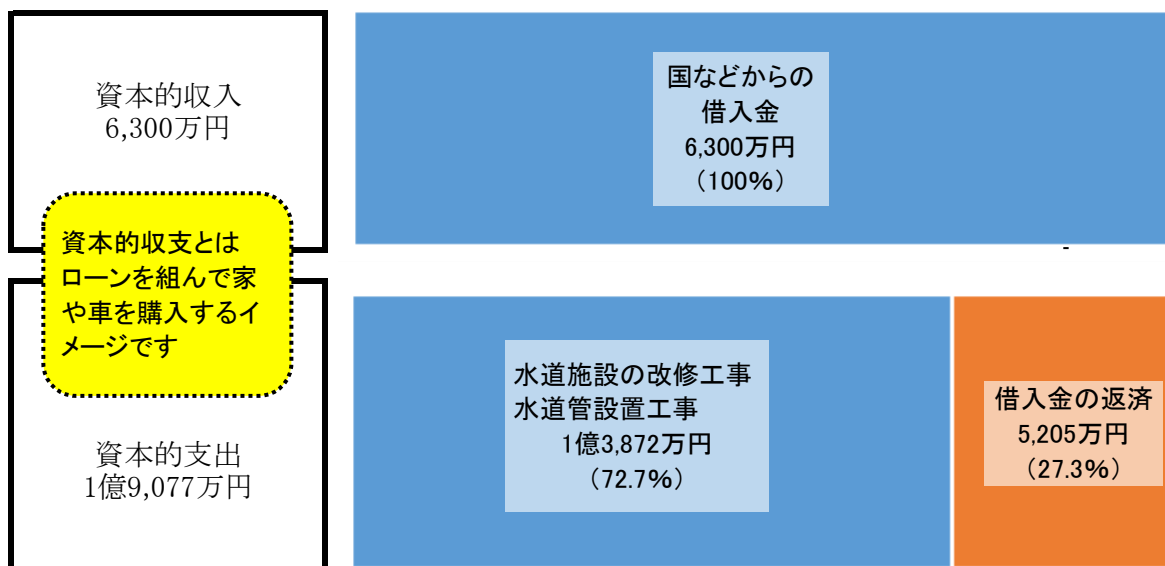 資本的収入
6,300万円
国などからの
借入金
6,300万円
（100％）
資本的収支とは
ローンを組んで家
や車を購入するイ
メージです
資本的支出
1億9,077万円
水道施設の改修工事
水道管設置工事
1億3,872万円
（72.7％）
借入金の返済
5,205万円
（27.3％）